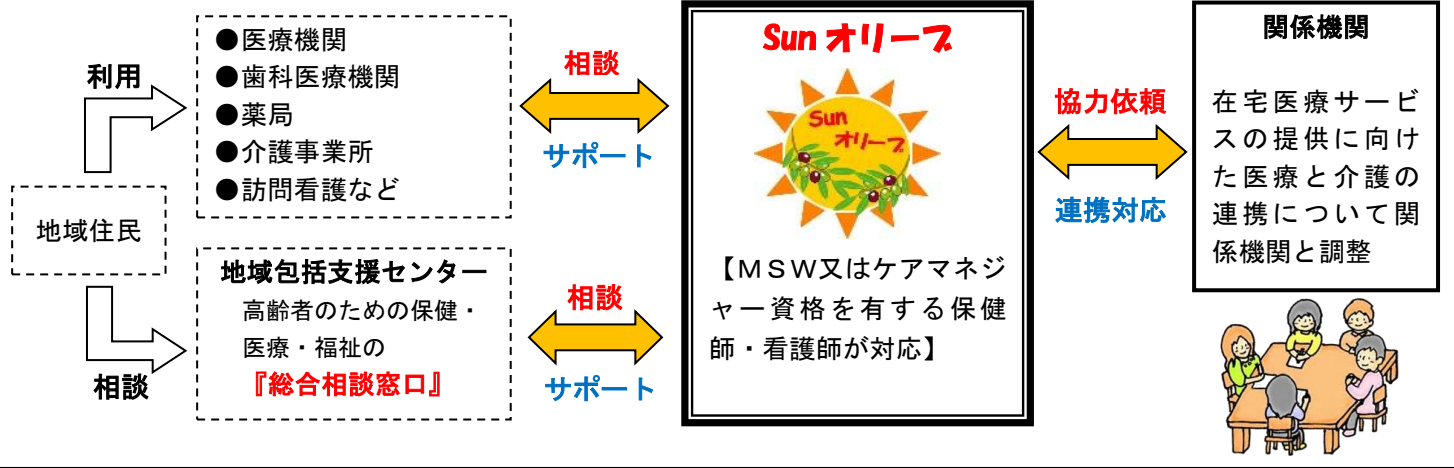 地域住民
利用
相談
●医療機関
●歯科医療機関
●薬局
●介護事業所
●訪問看護など
地域包括支援センター
高齢者のための保健・
医療・福祉の
『総合相談窓口』
相談
サポート
相談
サポート
Sun オリーブ
Sun
オリーブ
【ＭＳＷ又はケアマネジ
ャー資格を有する保健
師・看護師が対応】
協力依頼
連携対応
関係機関
在宅医療サービ
スの提供に向け
た医療と介護の
連携について関
係機関と調整